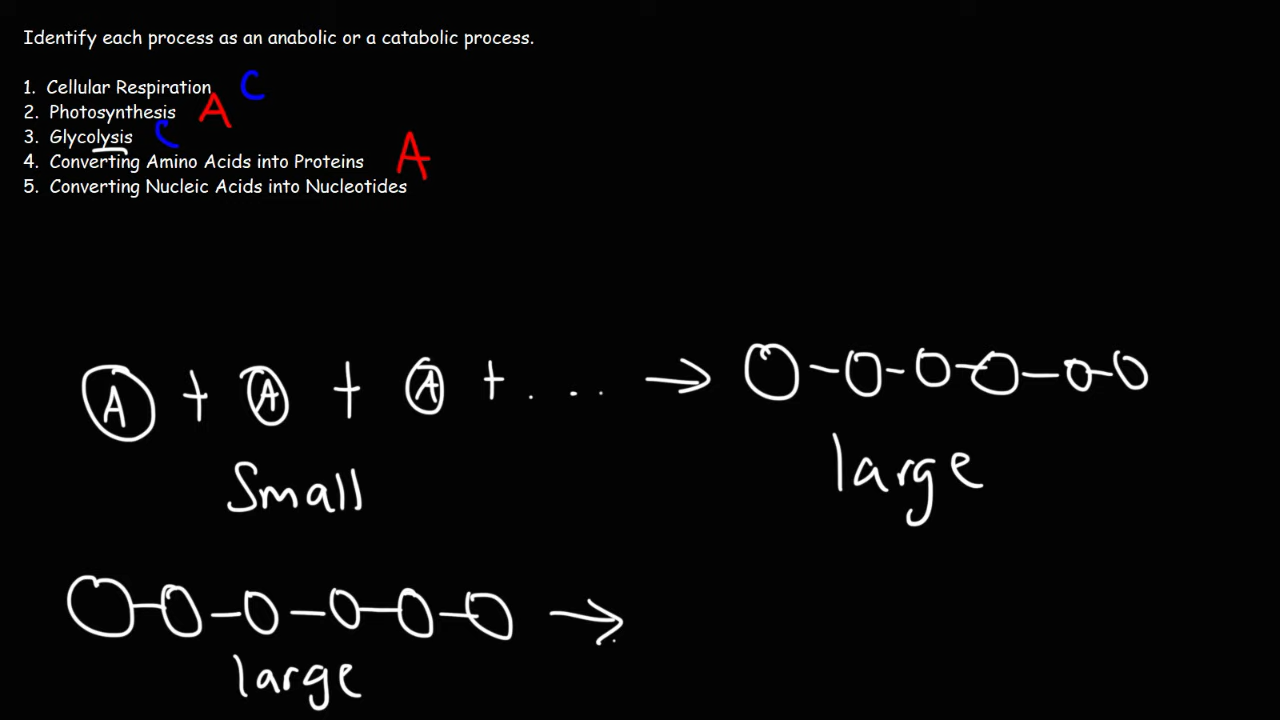 Identify each process as an anabolic or a catabolic process.
1. Cellular Respiration C
2. Photosynthesis A
3. Glycolysis C
4. Converting Amino Acids into Proteins A
5. Converting Nucleic Acids into Nucleotides
A + A + A + . . . →
Small
large
→
large